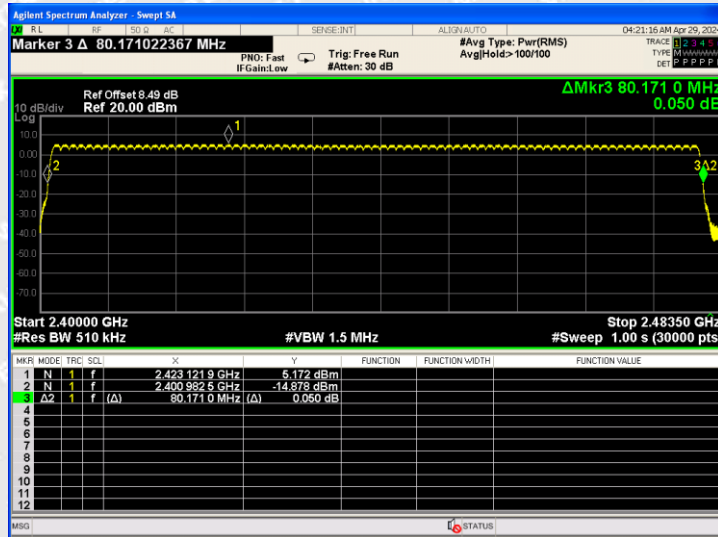 Agilent Spectrum Analyzer - Swept SA
RL RF 50 Ω AC SENSE:INT ALIGNAUTO 04:21:16 AM Apr 29, 2024
Marker 3 Δ 80.171022367 MHz
PNO: Fast
IFGain:Low
Trig: Free Run
#Atten: 30 dB
#Avg Type: Pwr(RMS)
Avg|Hold:>100/100
TRACE 1 2 3 4 5
TYPE M
DET P P P P P
ΔMkr3 80.171 0 MHz
0.050 dB
Ref Offset 8.49 dB
10 dB/div Ref 20.00 dBm
Log
10.0
0.00
-10.0
-20.0
-30.0
-40.0
-50.0
-60.0
-70.0
1
2
3Δ2
Start 2.40000 GHz Stop 2.48350 GHz
#Res BW 510 kHz #VBW 1.5 MHz #Sweep 1.00 s (30000 pts)
MKR MODE TRC SCL X Y FUNCTION FUNCTION WIDTH FUNCTION VALUE
1 N 1 f 2.423 121 9 GHz 5.172 dBm
2 N 1 f 2.400 982 5 GHz -14.878 dBm
3 Δ2 1 f (Δ) 80.171 0 MHz (Δ) 0.050 dB
4
5
6
7
8
9
10
11
12
MSG STATUS